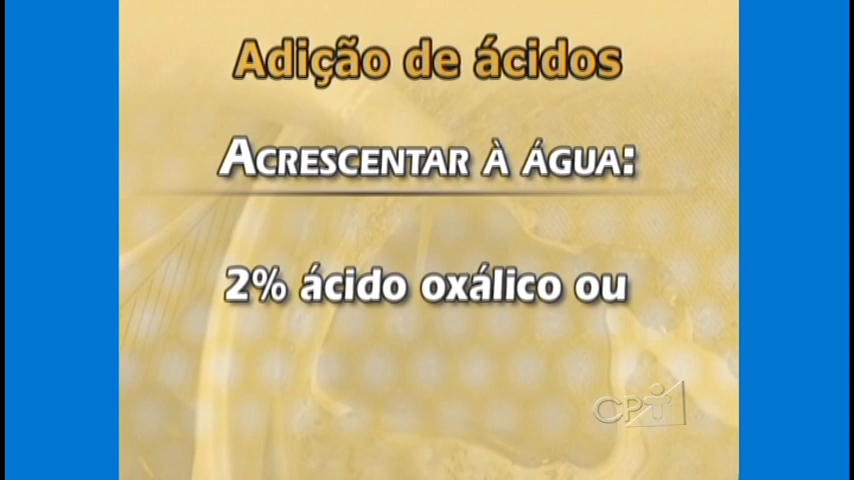 Adição de ácidos
ACRESCENTAR À ÁGUA:
2% ácido oxálico ou
CPT